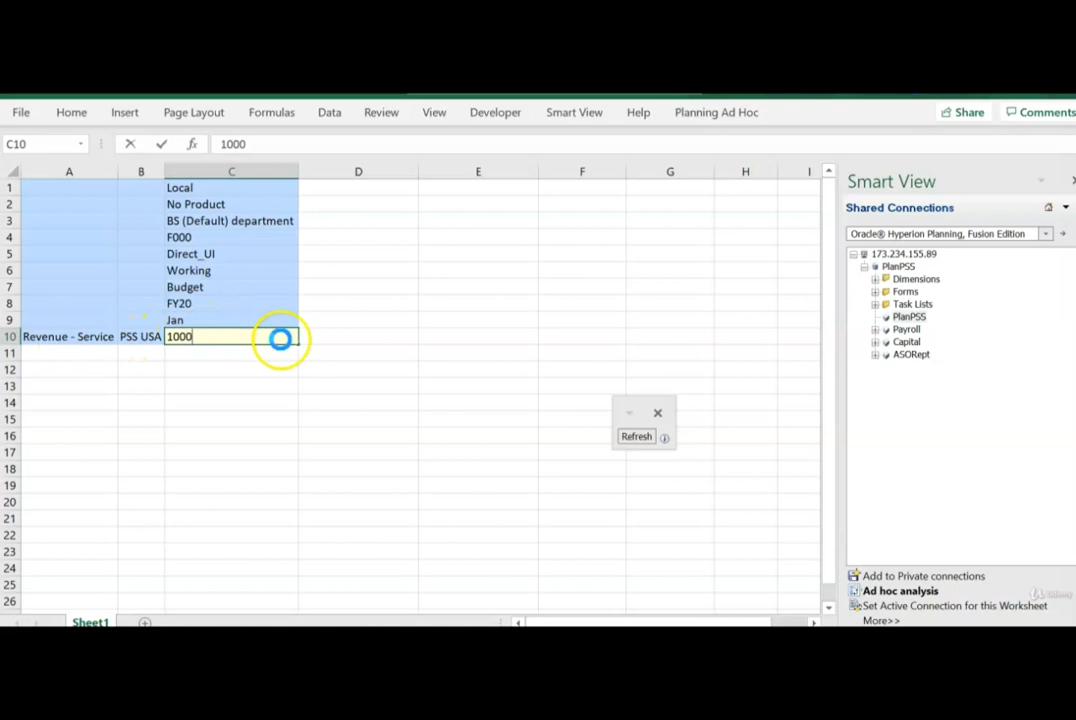 File Home Insert Page Layout Formulas Data Review View Developer Smart View Help Planning Ad Hoc Share Comments
C10 fx 1000
A B C D E F G H I
1 Local
2 No Product
3 BS (Default) department
4 F000
5 Direct_UI
6 Working
7 Budget
8 FY20
9 Jan
10 Revenue - Service PSS USA 1000
11
12
13
14
15
16
17
18
19
20
21
22
23
24
25
26
Refresh
Sheet1
Smart View
Shared Connections
Oracle® Hyperion Planning, Fusion Edition
173.234.155.89
PlanPSS
Dimensions
Forms
Task Lists
PlanPSS
Payroll
Capital
ASORept
Add to Private connections
Ad hoc analysis
Set Active Connection for this Worksheet
More>>
Udemy